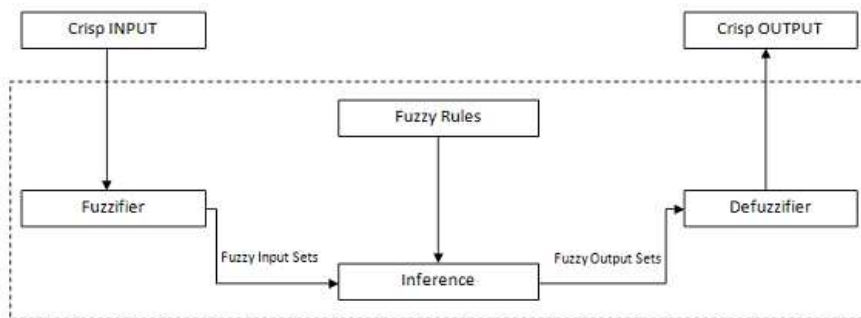 Crisp INPUT
Crisp OUTPUT
Fuzzy Rules
Fuzzifier
Defuzzifier
Fuzzy Input Sets
Fuzzy Output Sets
Inference